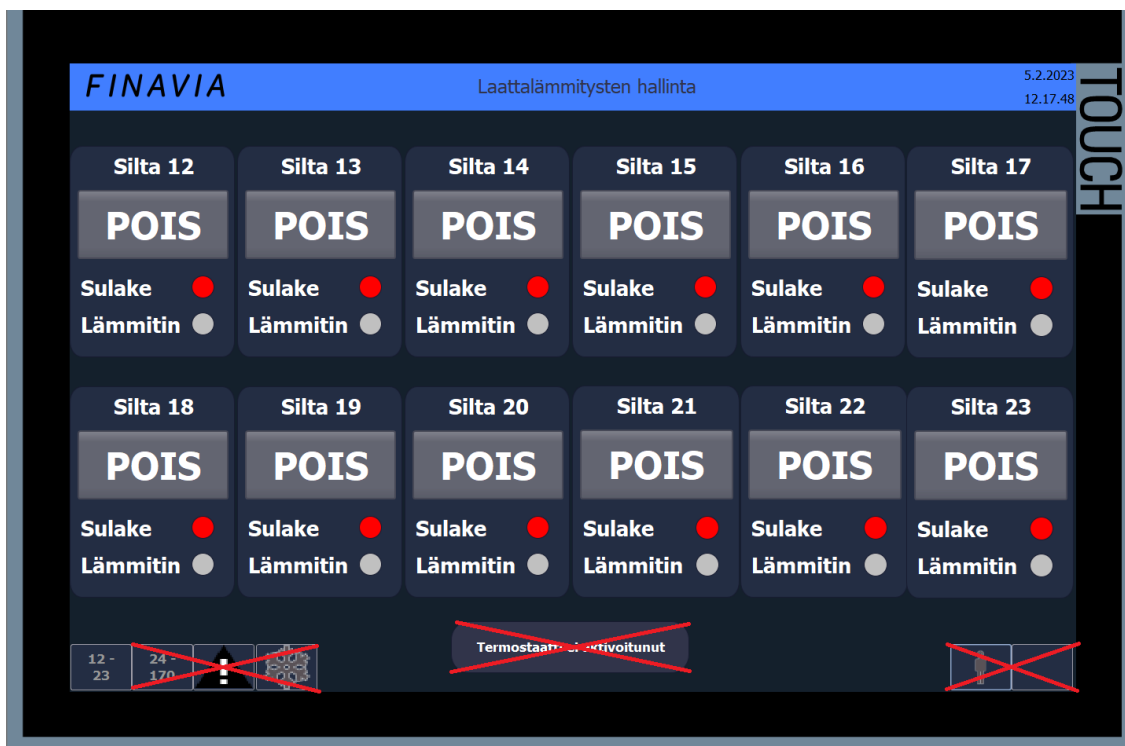 FINAVIA
Laattalämmitysten hallinta
5.2.2023
12.17.48
TOUCH
Silta 12 Silta 13 Silta 14 Silta 15 Silta 16 Silta 17
POIS POIS POIS POIS POIS POIS
Sulake Sulake Sulake Sulake Sulake Sulake
Lämmitin Lämmitin Lämmitin Lämmitin Lämmitin Lämmitin
Silta 18 Silta 19 Silta 20 Silta 21 Silta 22 Silta 23
POIS POIS POIS POIS POIS POIS
Sulake Sulake Sulake Sulake Sulake Sulake
Lämmitin Lämmitin Lämmitin Lämmitin Lämmitin Lämmitin
12 -
23
24 -
170
Termostaatti ei aktivoitunut